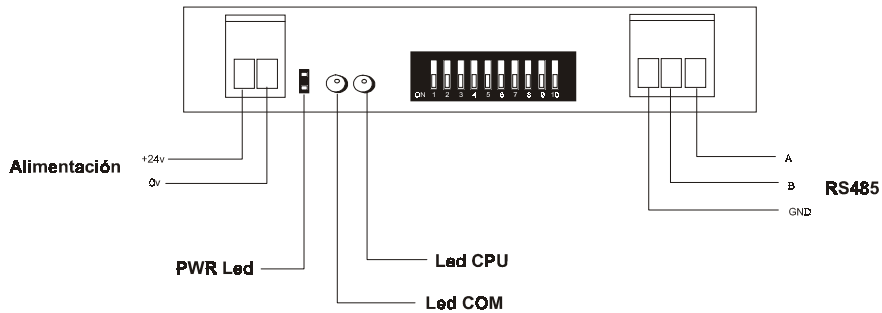 ON 1 2 3 4 5 6 7 8 9 10
Alimentación
+24v
0v
A
B
RS485
GND
PWR Led
Led CPU
Led COM